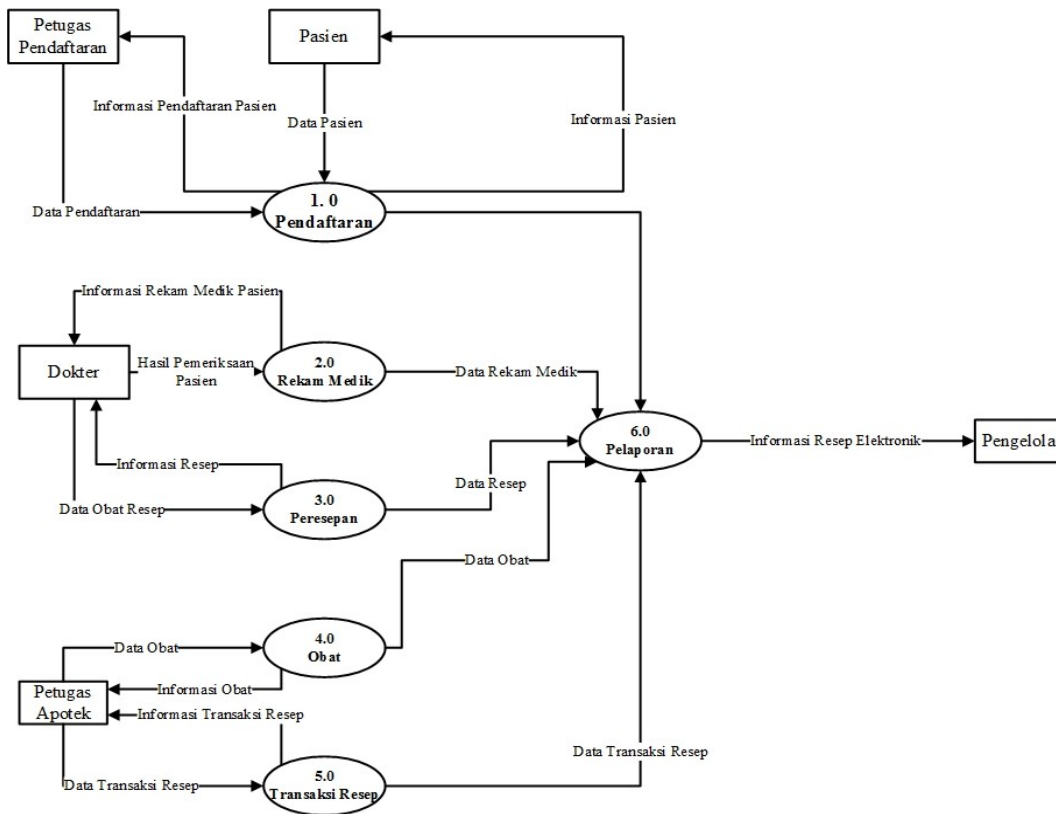 Petugas
Pendaftaran
Pasien
Informasi Pendaftaran Pasien
Data Pasien
Informasi Pasien
Data Pendaftaran
1. 0
Pendaftaran
Informasi Rekam Medik Pasien
Dokter
Hasil Pemeriksaan
Pasien
2.0
Rekam Medik
Data Rekam Medik
6.0
Pelaporan
Informasi Resep Elektronik
Pengelola
Informasi Resep
Data Resep
Data Obat Resep
3.0
Peresepan
Data Obat
4.0
Obat
Data Obat
Informasi Obat
Petugas
Apotek
Informasi Transaksi Resep
Data Transaksi Resep
Data Transaksi Resep
5.0
Transaksi Resep